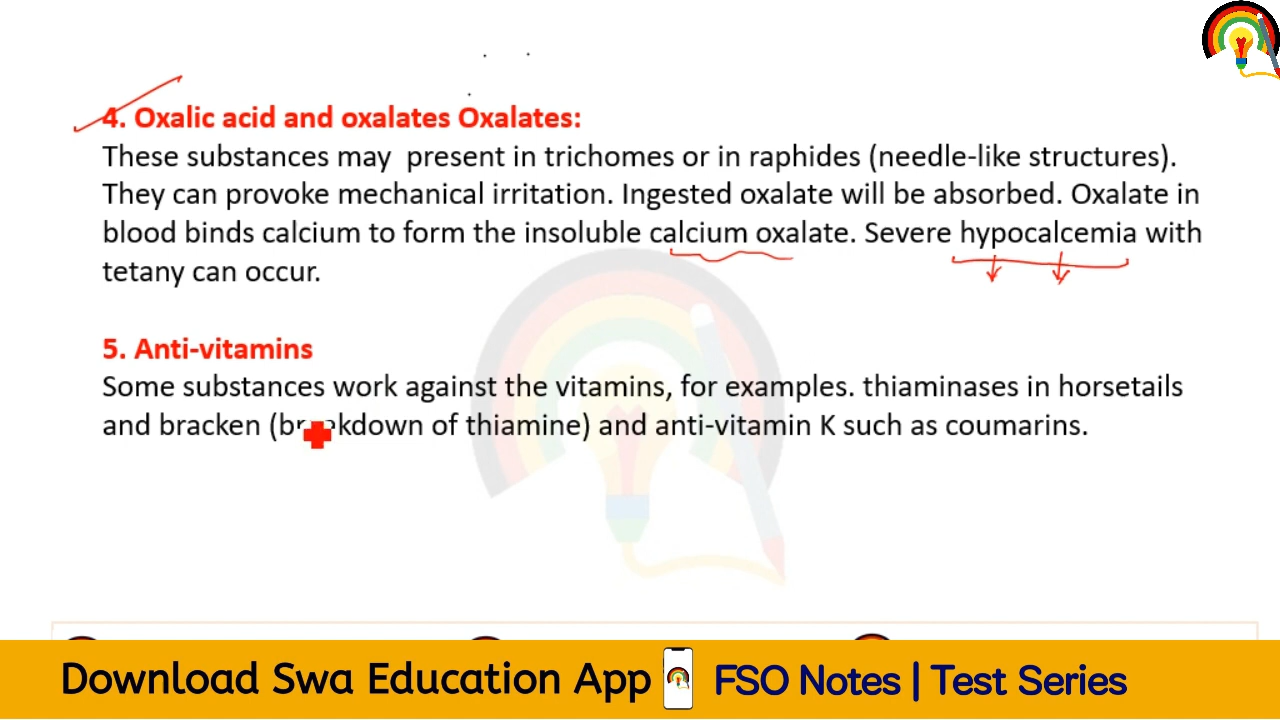 4. Oxalic acid and oxalates Oxalates:
These substances may present in trichomes or in raphides (needle-like structures).
They can provoke mechanical irritation. Ingested oxalate will be absorbed. Oxalate in
blood binds calcium to form the insoluble calcium oxalate. Severe hypocalcemia with
tetany can occur.
5. Anti-vitamins
Some substances work against the vitamins, for examples. thiaminases in horsetails
and bracken (breakdown of thiamine) and anti-vitamin K such as coumarins.
Download Swa Education App FSO Notes | Test Series